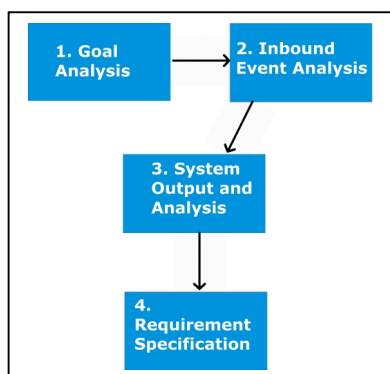 1. Goal
Analysis
2. Inbound
Event Analysis
3. System
Output and
Analysis
4.
Requirement
Specification